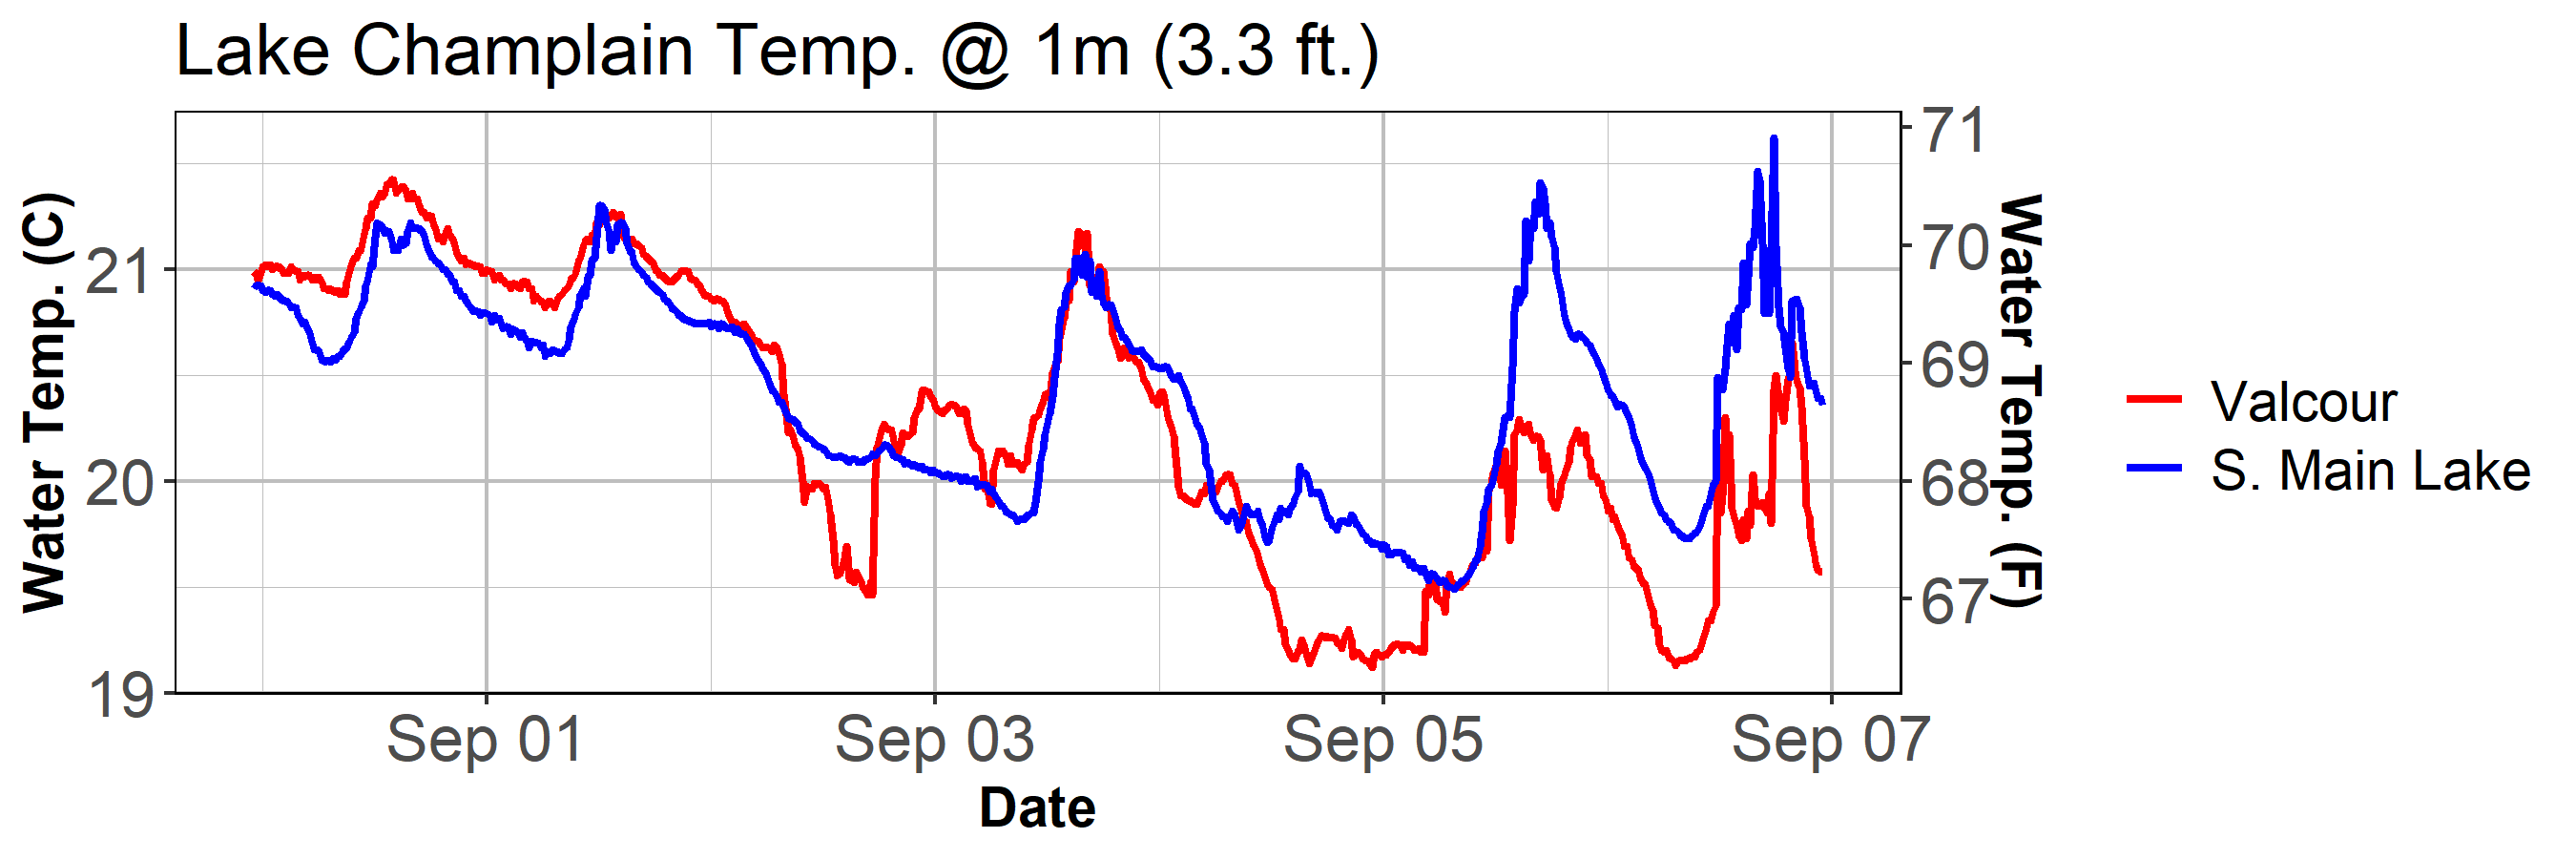 Lake Champlain Temp. @ 1m (3.3 ft.)
Water Temp. (C)
21
20
19
71
70
69
68
67
Water Temp. (F)
Sep 01
Sep 03
Sep 05
Sep 07
Date
Valcour
S. Main Lake